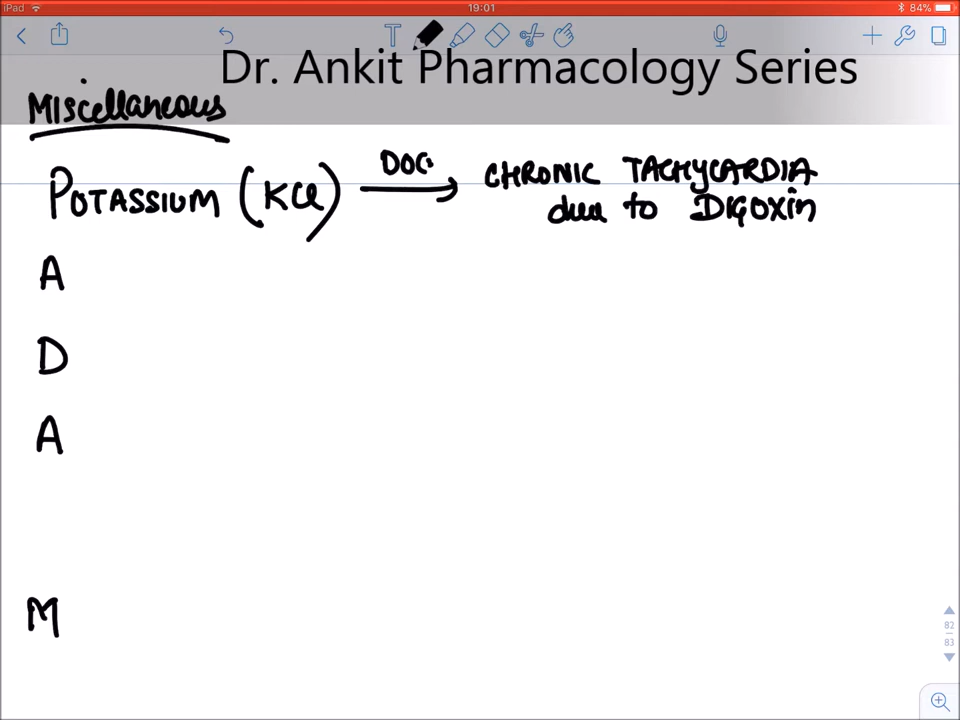 iPad 19:01 84%
T
Dr. Ankit Pharmacology Series
Miscellaneous
POTASSIUM (KCl) DOC CHRONIC TACHYCARDIA
due to DIGOXIN
A
D
A
M
82
83